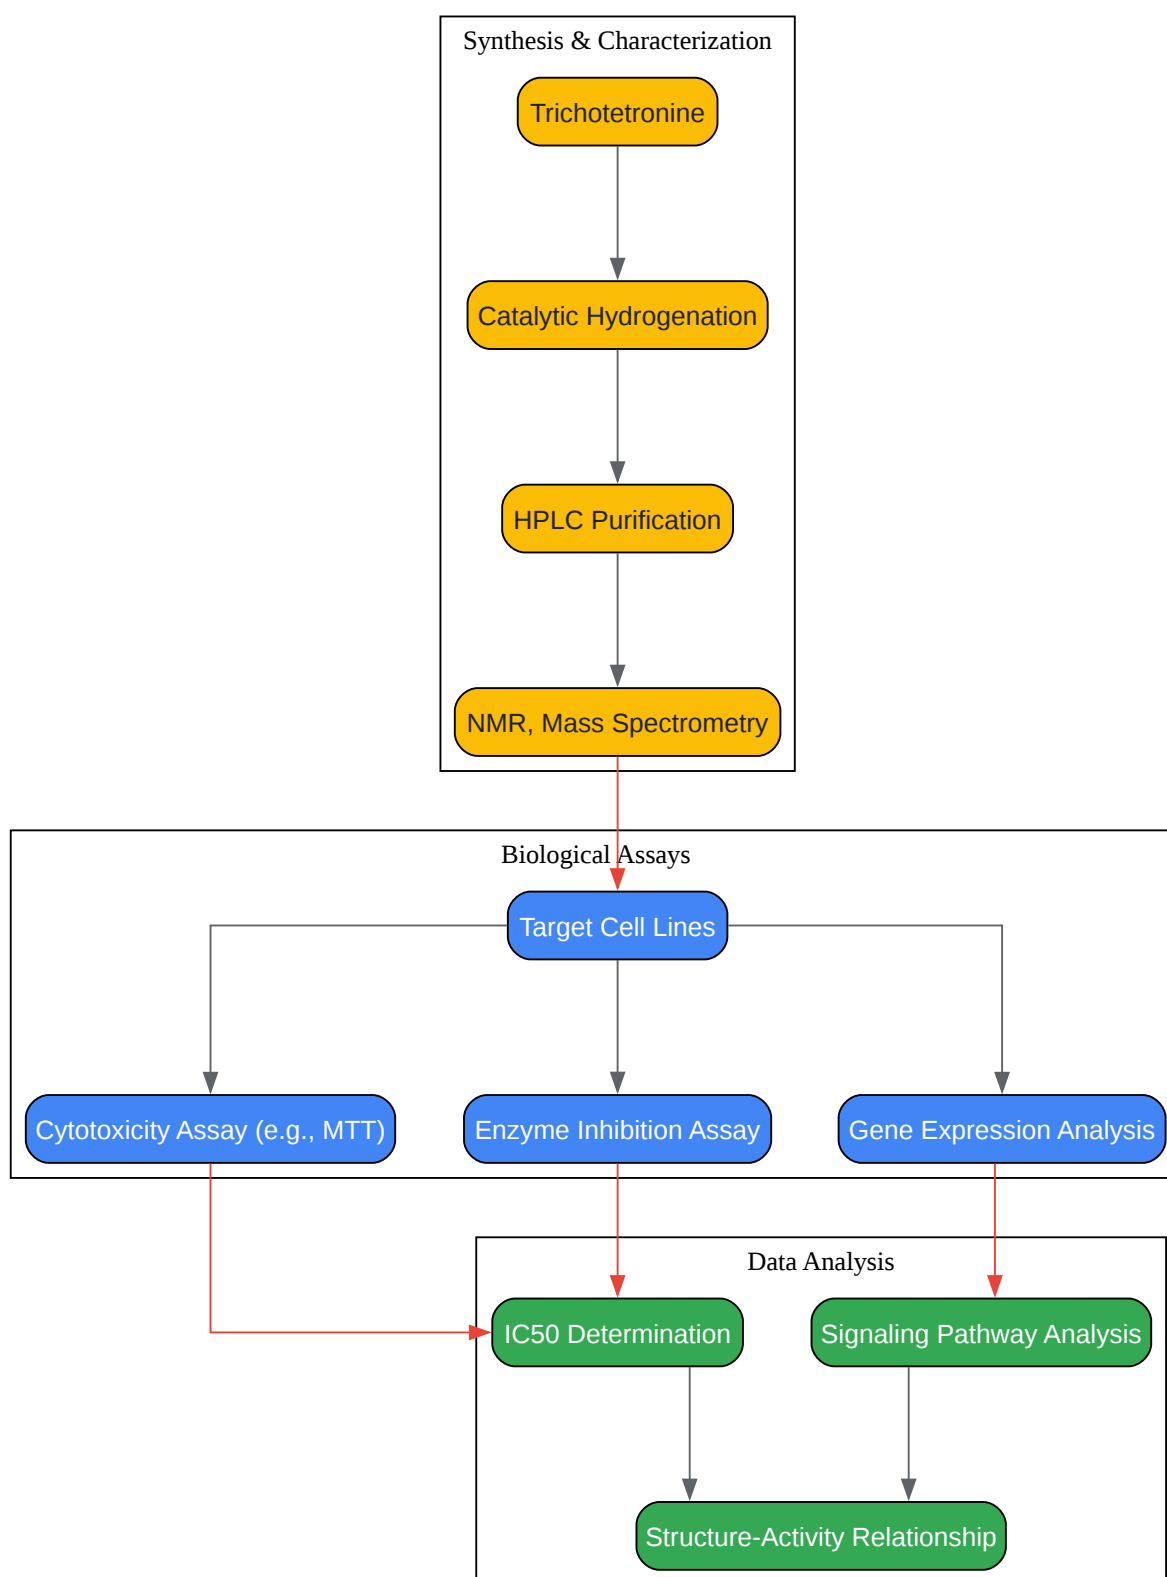 Synthesis & Characterization
Trichotetronine
Catalytic Hydrogenation
HPLC Purification
NMR, Mass Spectrometry
Biological Assays
Target Cell Lines
Cytotoxicity Assay (e.g., MTT)
Enzyme Inhibition Assay
Gene Expression Analysis
Data Analysis
IC50 Determination
Signaling Pathway Analysis
Structure-Activity Relationship